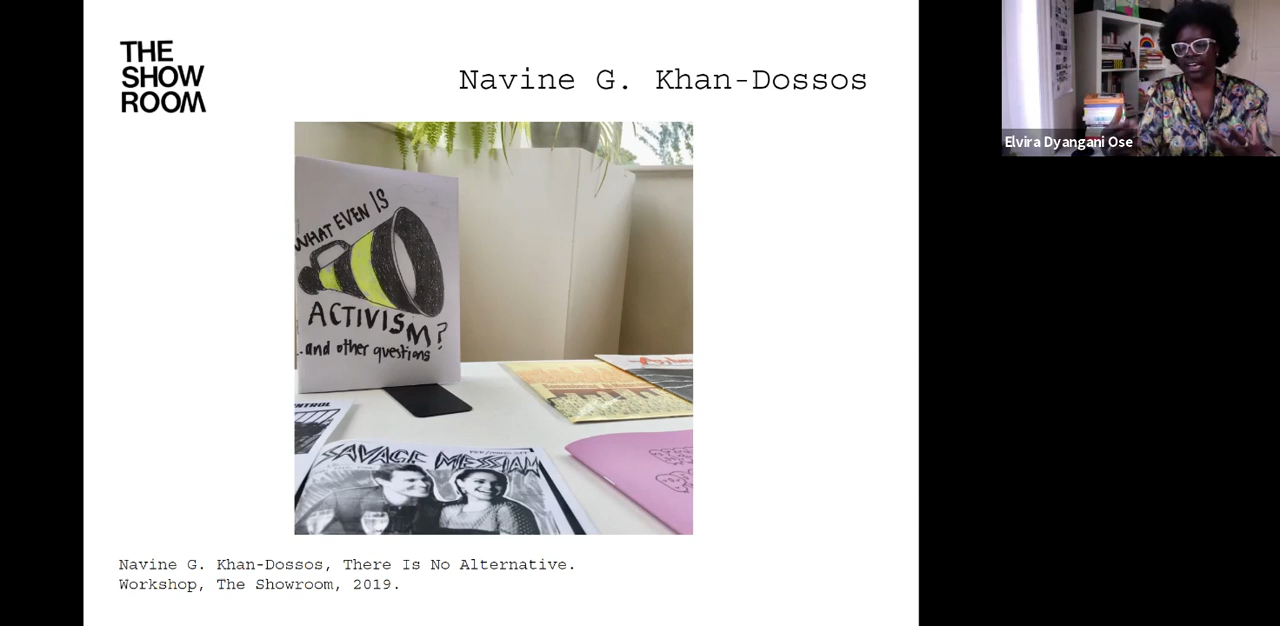 THE
SHOW
ROOM
Navine G. Khan-Dossos
Elvira Dyangani Ose
WHAT EVEN IS
ACTIVISM?
..and other questions
SAVAGE MESSIAH
Navine G. Khan-Dossos, There Is No Alternative.
Workshop, The Showroom, 2019.